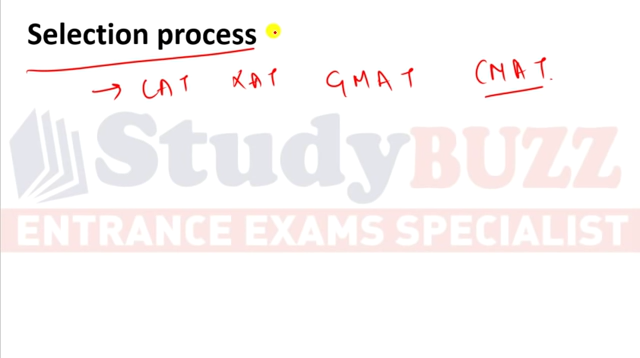 Selection process
→ CAT XAT GMAT CMAT.
StudyBUZZ
ENTRANCE EXAMS SPECIALIST